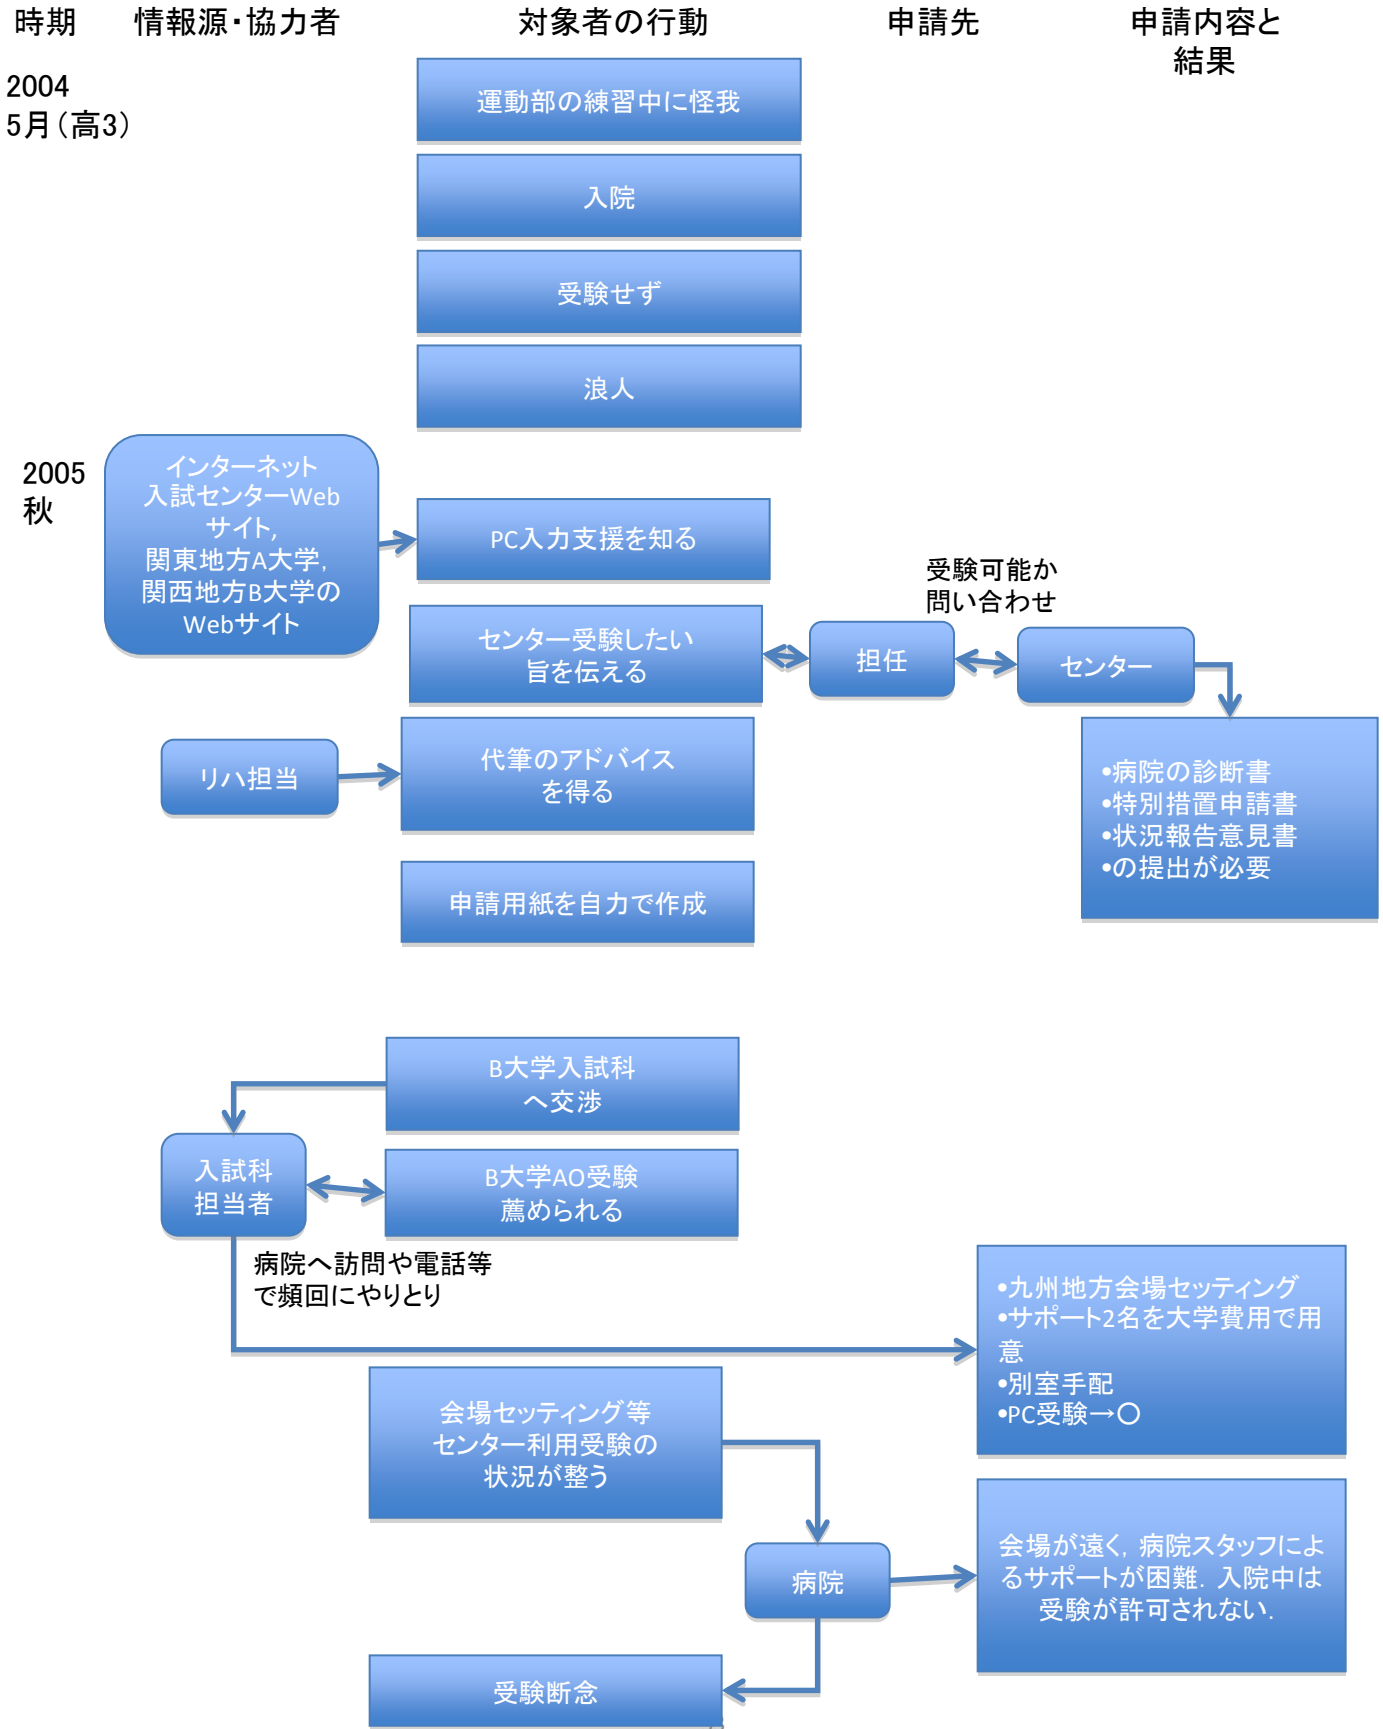 時期
情報源・協力者
対象者の行動
申請先
申請内容と
結果
2004
5月（高3）
運動部の練習中に怪我
入院
受験せず
浪人
2005
秋
インターネット
入試センターWeb
サイト,
関東地方A大学,
関西地方B大学の
Webサイト
PC入力支援を知る
センター受験したい
旨を伝える
担任
受験可能か
問い合わせ
センター
リハ担当
代筆のアドバイス
を得る
•病院の診断書
•特別措置申請書
•状況報告意見書
•の提出が必要
申請用紙を自力で作成
B大学入試科
へ交渉
入試科
担当者
B大学AO受験
薦められる
病院へ訪問や電話等
で頻回にやりとり
•九州地方会場セッティング
•サポート2名を大学費用で用
意
•別室手配
•PC受験→〇
会場セッティング等
センター利用受験の
状況が整う
病院
会場が遠く, 病院スタッフによ
るサポートが困難. 入院中は
受験が許可されない.
受験断念